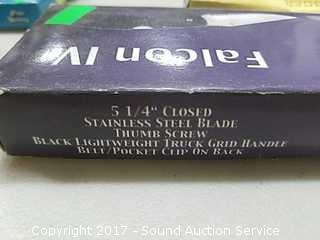 Falcon IV
5 1/4" Closed
Stainless Steel Blade
Thumb Screw
Black Lightweight Truck Grid Handle
Belt/Pocket Clip On Back
Copyright 2017 - Sound Auction Service